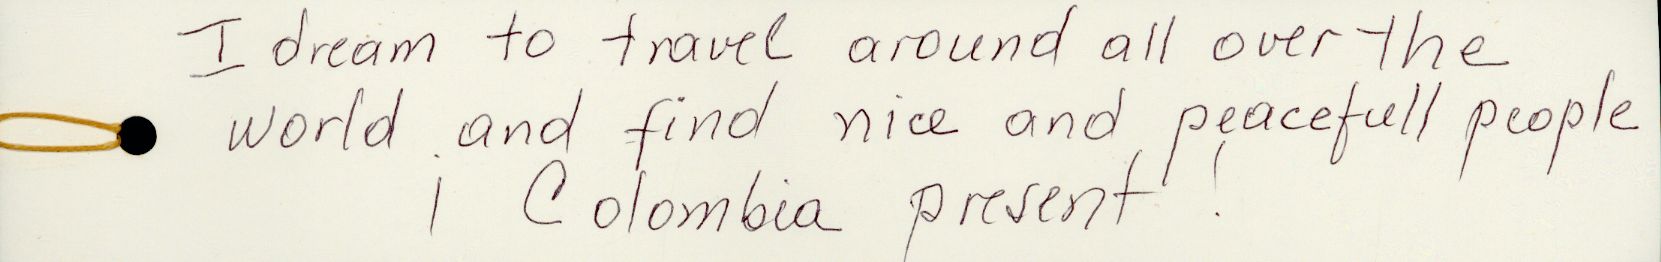 I dream to travel around all over the
world and find nice and peacefull people
¡ Colombia present !